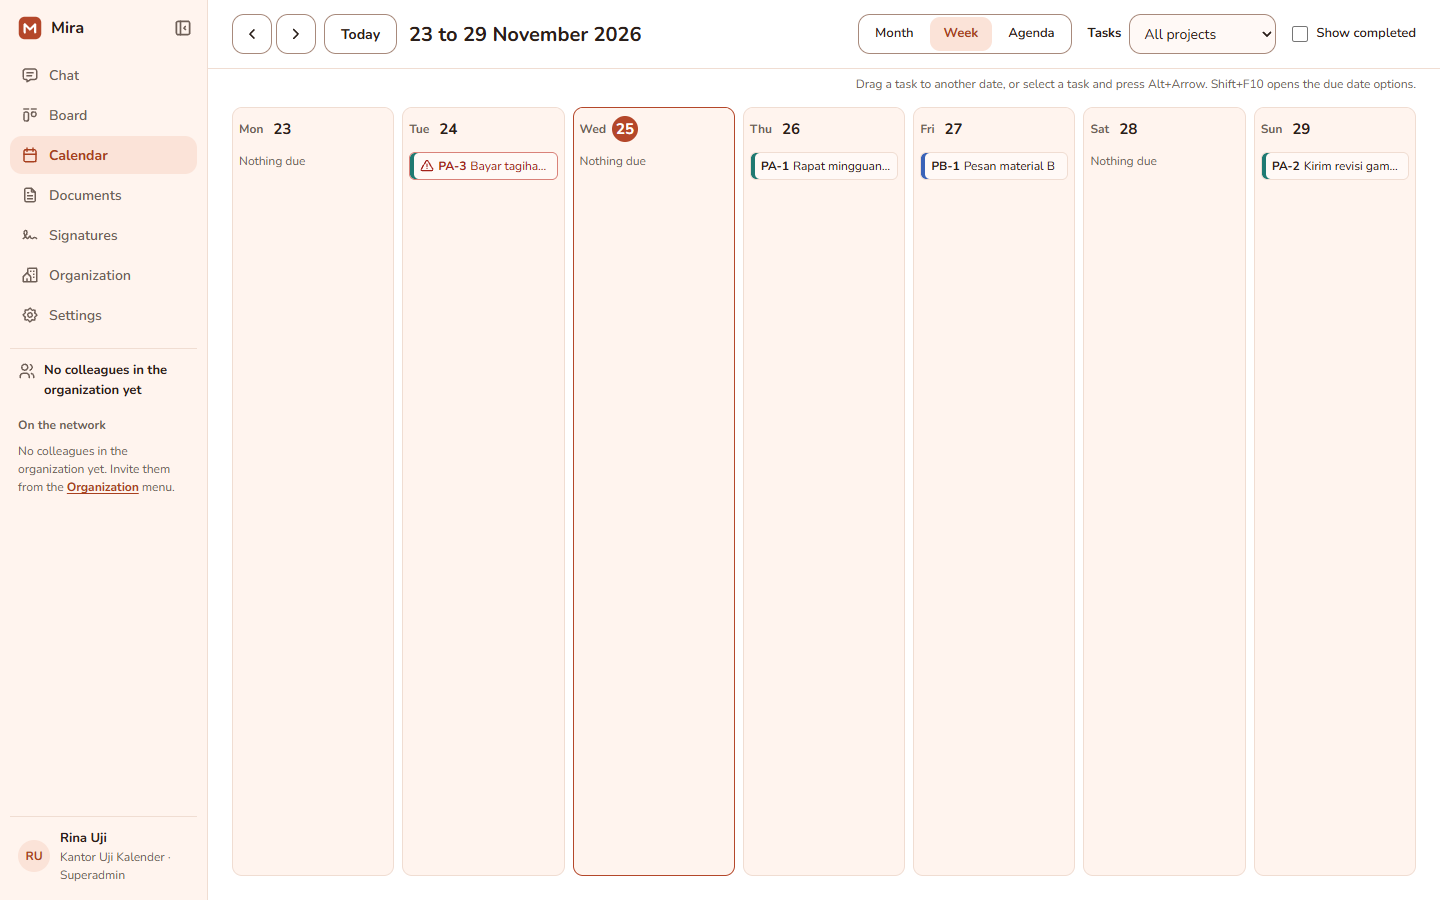 Mira
Chat
Board
Calendar
Documents
Signatures
Organization
Settings
No colleagues in the
organization yet
On the network
No colleagues in the
organization yet. Invite them
from the Organization menu.
RU
Rina Uji
Kantor Uji Kalender ·
Superadmin
Today
23 to 29 November 2026
Month
Week
Agenda
Tasks
All projects
Show completed
Drag a task to another date, or select a task and press Alt+Arrow. Shift+F10 opens the due date options.
Mon 23
Nothing due
Tue 24
PA-3 Bayar tagiha...
Wed 25
Nothing due
Thu 26
PA-1 Rapat mingguan...
Fri 27
PB-1 Pesan material B
Sat 28
Nothing due
Sun 29
PA-2 Kirim revisi gam...